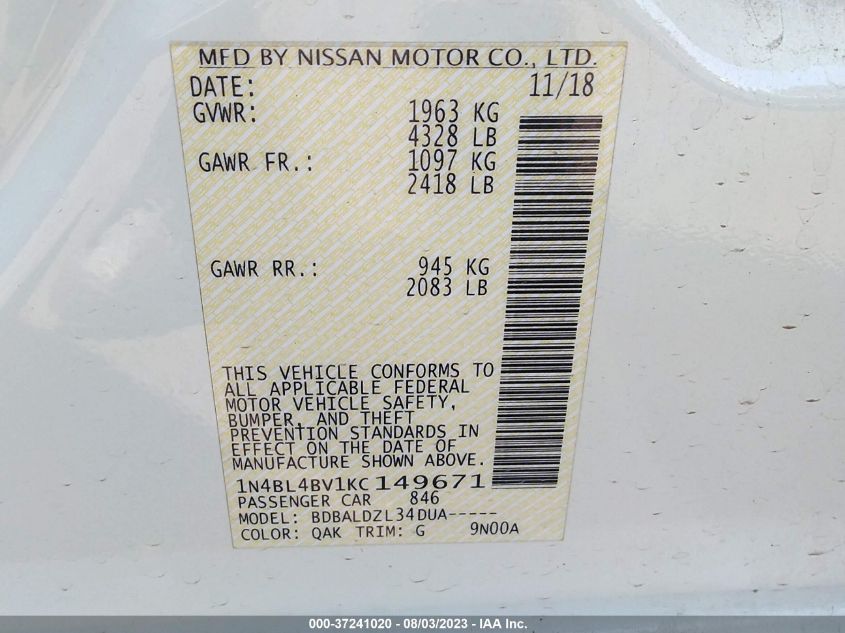 MFD BY NISSAN MOTOR CO., LTD.
DATE: 11/18
GVWR: 1963 KG
4328 LB
GAWR FR.: 1097 KG
2418 LB
GAWR RR.: 945 KG
2083 LB
THIS VEHICLE CONFORMS TO
ALL APPLICABLE FEDERAL
MOTOR VEHICLE SAFETY,
BUMPER, AND THEFT
PREVENTION STANDARDS IN
EFFECT ON THE DATE OF
MANUFACTURE SHOWN ABOVE.
1N4BL4BV1KC149671
PASSENGER CAR 846
MODEL: BDBALDZL34DUA-----
COLOR: QAK TRIM: G 9N00A
000-37241020 - 08/03/2023 - IAA Inc.